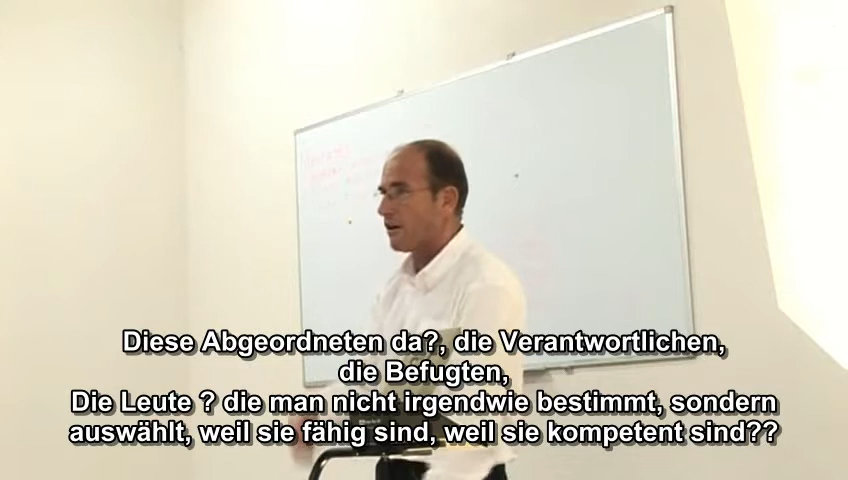 Diese Abgeordneten da?, die Verantwortlichen,
die Befugten,
Die Leute ? die man nicht irgendwie bestimmt, sondern
auswählt, weil sie fähig sind, weil sie kompetent sind??